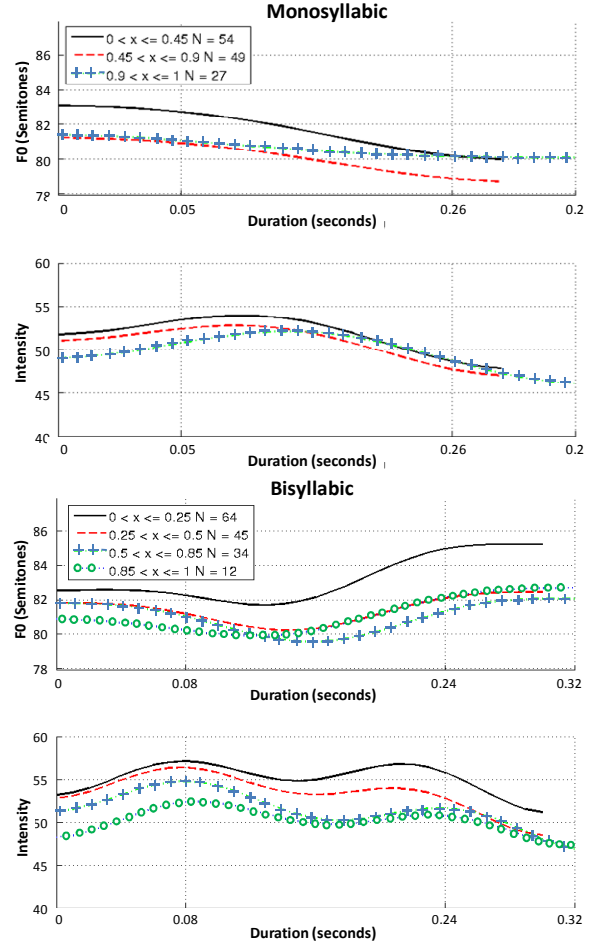 Monosyllabic
86
84
82
80
78
F0 (Semitones)
0 < x <= 0.45 N = 54
0.45 < x <= 0.9 N = 49
0.9 < x <= 1 N = 27
0
0.05
0.26
0.2
Duration (seconds)
60
55
50
45
40
Intensity
0
0.05
0.26
0.2
Duration (seconds)
Bisyllabic
86
84
82
80
78
F0 (Semitones)
0 < x <= 0.25 N = 64
0.25 < x <= 0.5 N = 45
0.5 < x <= 0.85 N = 34
0.85 < x <= 1 N = 12
0
0.08
0.24
0.32
Duration (seconds)
60
55
50
45
40
Intensity
0
0.08
0.24
0.32
Duration (seconds)